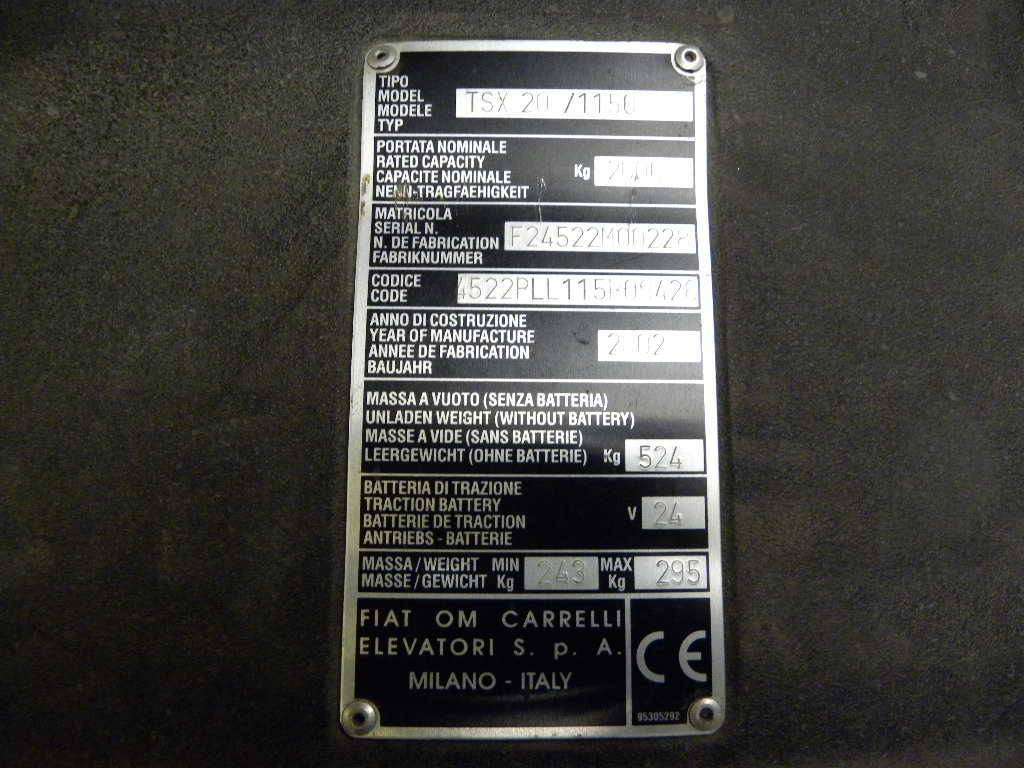 TIPO
MODEL
MODELE
TYP
TSX 20 /1150
PORTATA NOMINALE
RATED CAPACITY
CAPACITE NOMINALE
NENN-TRAGFAEHIGKEIT
Kg
MATRICOLA
SERIAL N.
N. DE FABRICATION
FABRIKNUMMER
CODICE
CODE
ANNO DI COSTRUZIONE
YEAR OF MANUFACTURE
ANNEE DE FABRICATION
BAUJAHR
2002
MASSA A VUOTO (SENZA BATTERIA)
UNLADEN WEIGHT (WITHOUT BATTERY)
MASSE A VIDE (SANS BATTERIE)
LEERGEWICHT (OHNE BATTERIE) Kg 524
BATTERIA DI TRAZIONE
TRACTION BATTERY
BATTERIE DE TRACTION
ANTRIEBS - BATTERIE
V 24
MASSA / WEIGHT MIN MAX
MASSE / GEWICHT Kg 243 Kg 295
FIAT OM CARRELLI
ELEVATORI S. p. A.
MILANO - ITALY
CE
95305292